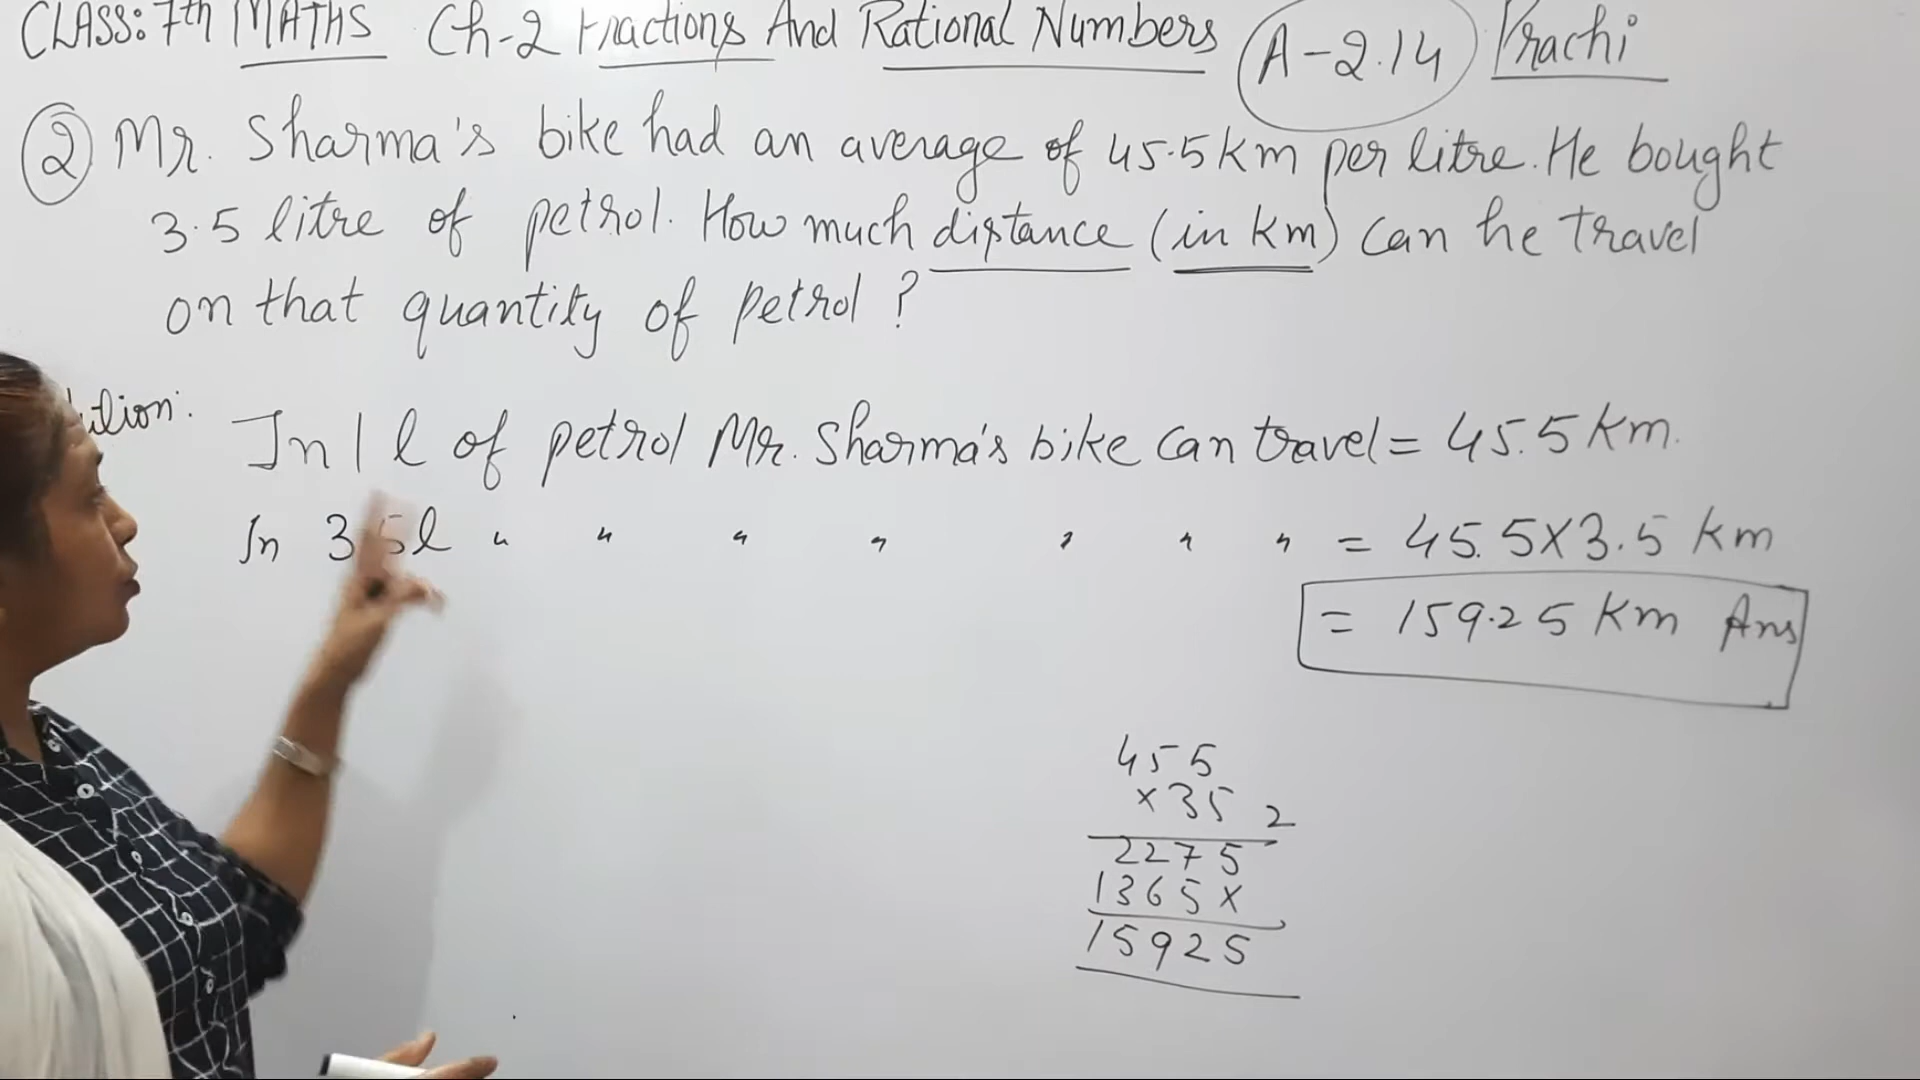 CLASS: 7th MATHS Ch-2 Fractions And Rational Numbers A-2.14 Prachi
② Mr. Sharma's bike had an average of 45.5 km per litre. He bought
3.5 litre of petrol. How much distance (in km) can he travel
on that quantity of petrol ?
In 1 l of petrol Mr. Sharma's bike can travel = 45.5 km.
In 3.5l " " " " " " " = 45.5 x 3.5 km
= 159.25 km Ans
455
x 35 2
2275
1365x
15925